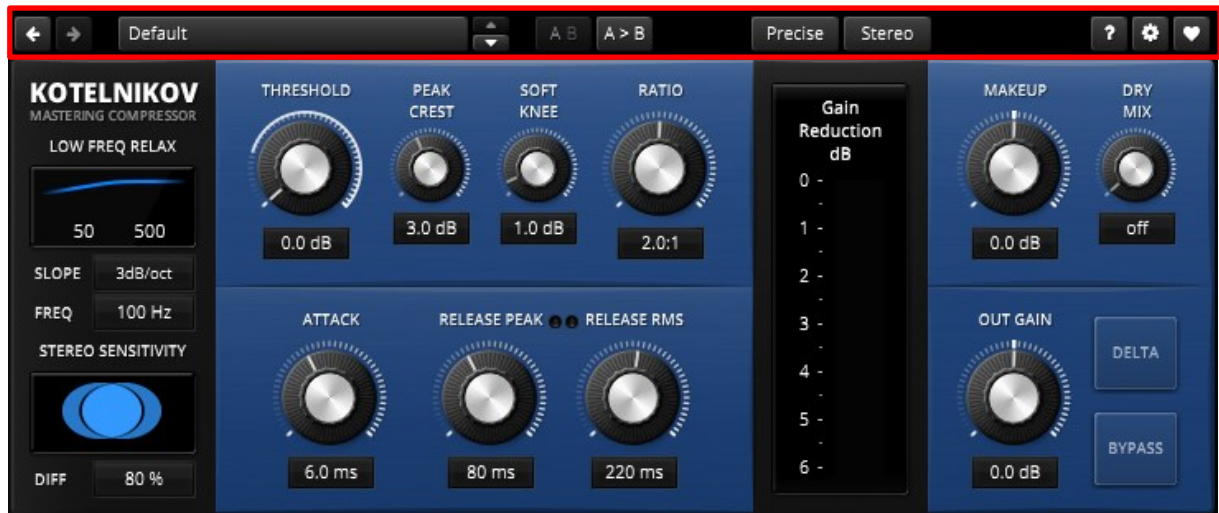 Default
A B
A > B
Precise
Stereo
?
KOTELNIKOV
MASTERING COMPRESSOR
LOW FREQ RELAX
50 500
SLOPE 3dB/oct
FREQ 100 Hz
STEREO SENSITIVITY
DIFF 80 %
THRESHOLD
0.0 dB
PEAK
CREST
3.0 dB
SOFT
KNEE
1.0 dB
RATIO
2.0:1
ATTACK
6.0 ms
RELEASE PEAK
80 ms
RELEASE RMS
220 ms
Gain
Reduction
dB
0 -
-
1 -
-
2 -
-
3 -
-
4 -
-
5 -
-
6 -
MAKEUP
0.0 dB
DRY
MIX
off
OUT GAIN
0.0 dB
DELTA
BYPASS